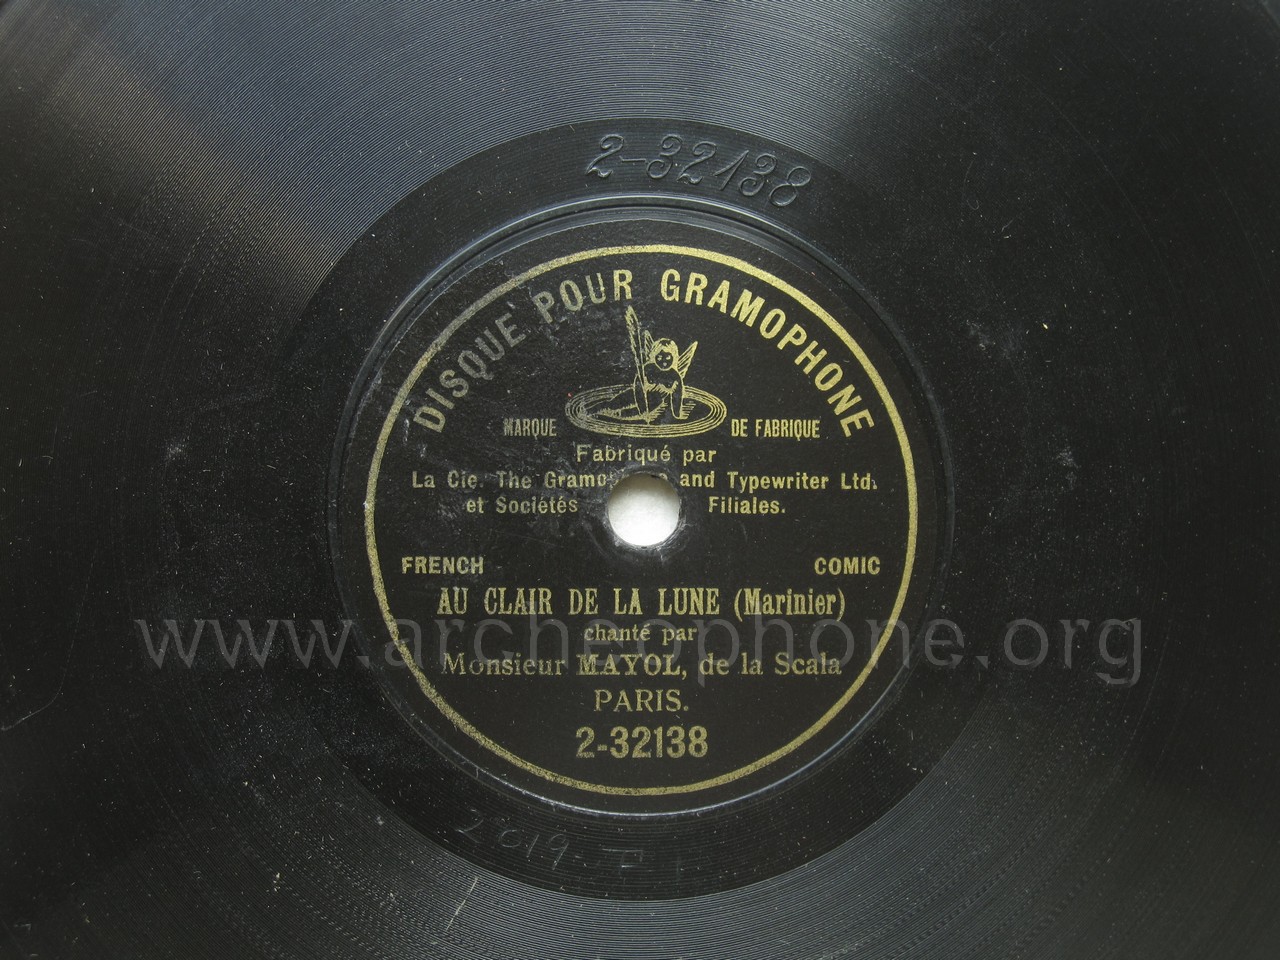 2-32138
DISQUE POUR GRAMOPHONE
MARQUE DE FABRIQUE
Fabriqué par
La Cie. The Gramophone and Typewriter Ltd.
et Sociétés Filiales.
FRENCH COMIC
AU CLAIR DE LA LUNE (Marinier)
www.archeophone.org
chanté par
Monsieur MAYOL, de la Scala
PARIS.
2-32138